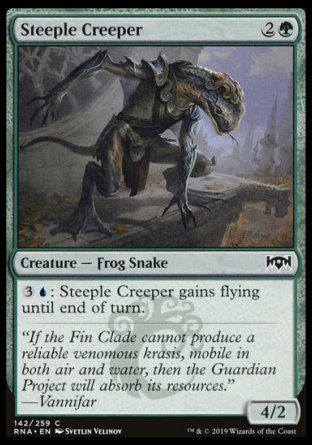 Steeple Creeper 2
Creature — Frog Snake
3 : Steeple Creeper gains flying
until end of turn.
"If the Fin Clade cannot produce a
reliable venomous krasis, mobile in
both air and water, then the Guardian
Project will absorb its resources."
—Vannifar
4/2
142/259 C
RNA • EN SVETLIN VELINOV ™ & © 2019 Wizards of the Coast